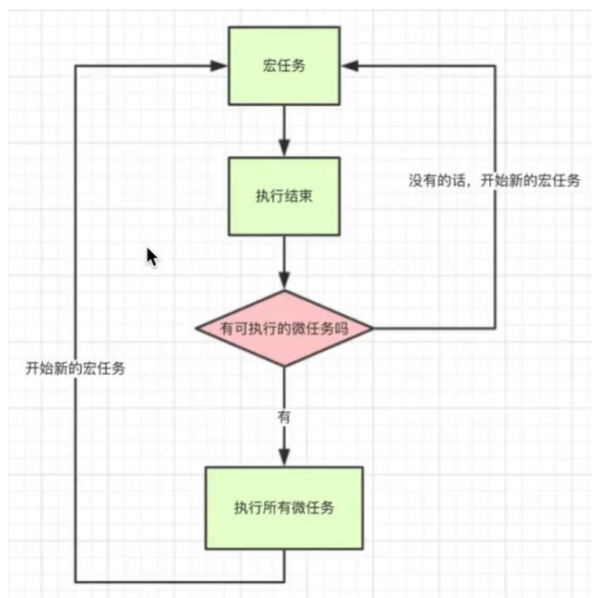 宏任务
没有的话，开始新的宏任务
执行结束
有可执行的微任务吗
开始新的宏任务
有
执行所有微任务